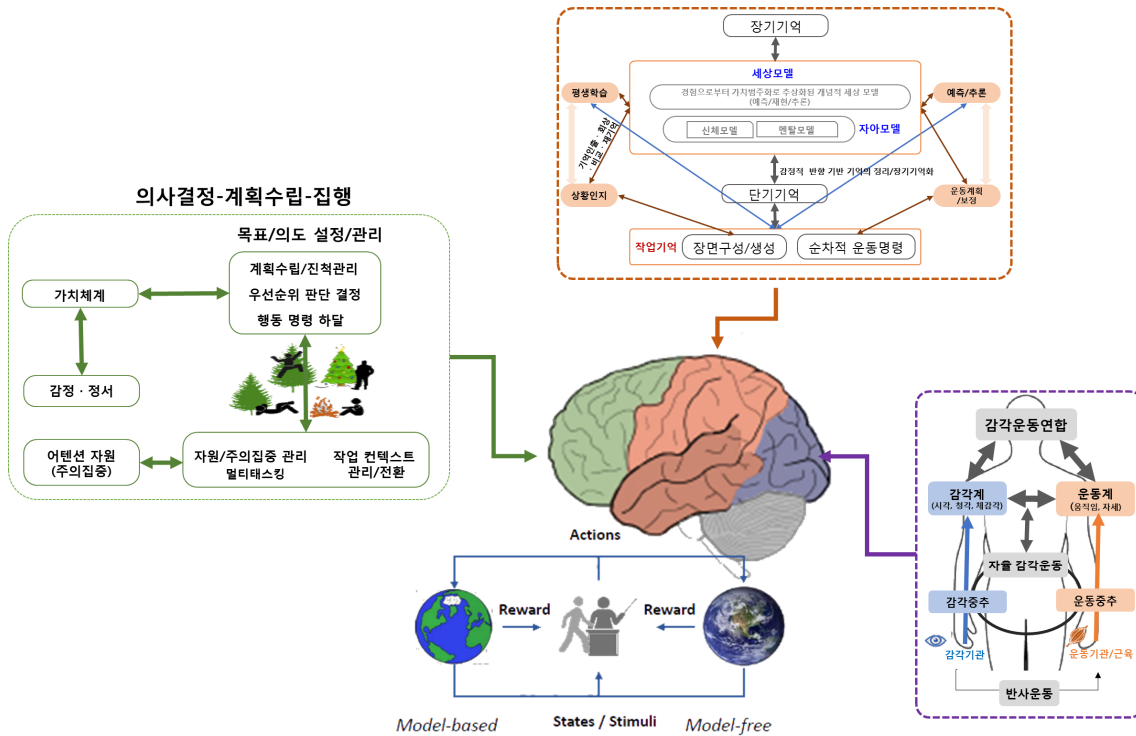 장기기억
세상모델
경험으로부터 가치범주화로 추상화된 개념적 세상 모델
(예측/재현/추론)
신체모델
멘탈모델
자아모델
평생학습
예측/추론
기억인출 · 회상
· 비교 · 재기억
감정적 반향 기반 기억의 정리/장기기억화
단기기억
상황인지
운동계획
/보정
작업기억
장면구성/생성
순차적 운동명령
의사결정-계획수립-집행
목표/의도 설정/관리
계획수립/진척관리
우선순위 판단 결정
행동 명령 하달
가치체계
감정 · 정서
어텐션 자원
(주의집중)
자원/주의집중 관리
멀티태스킹
작업 컨텍스트
관리/전환
감각운동연합
감각계
(시각, 청각, 체감각)
운동계
(움직임, 자세)
자율 감각운동
감각중추
운동중추
감각기관
운동기관/근육
반사운동
Actions
Reward
Reward
States / Stimuli
Model-based
Model-free